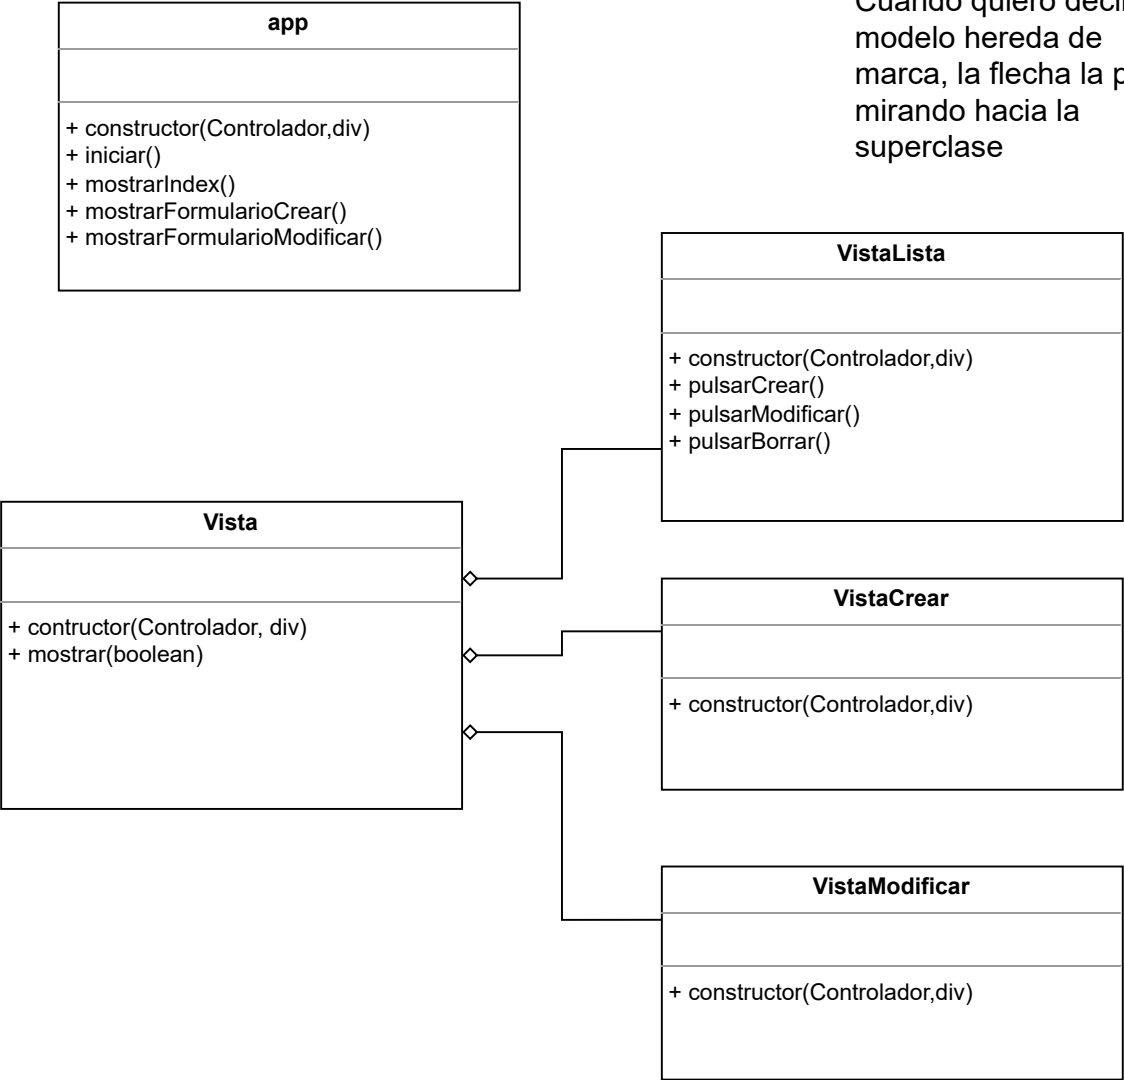 app
+ constructor(Controlador,div)
+ iniciar()
+ mostrarIndex()
+ mostrarFormularioCrear()
+ mostrarFormularioModificar()
Cuando quiero
modelo hereda de
marca, la flecha la
mirando hacia la
superclase
VistaLista
+ constructor(Controlador,div)
+ pulsarCrear()
+ pulsarModificar()
+ pulsarBorrar()
Vista
+ contructor(Controlador, div)
+ mostrar(boolean)
VistaCrear
+ constructor(Controlador,div)
VistaModificar
+ constructor(Controlador,div)